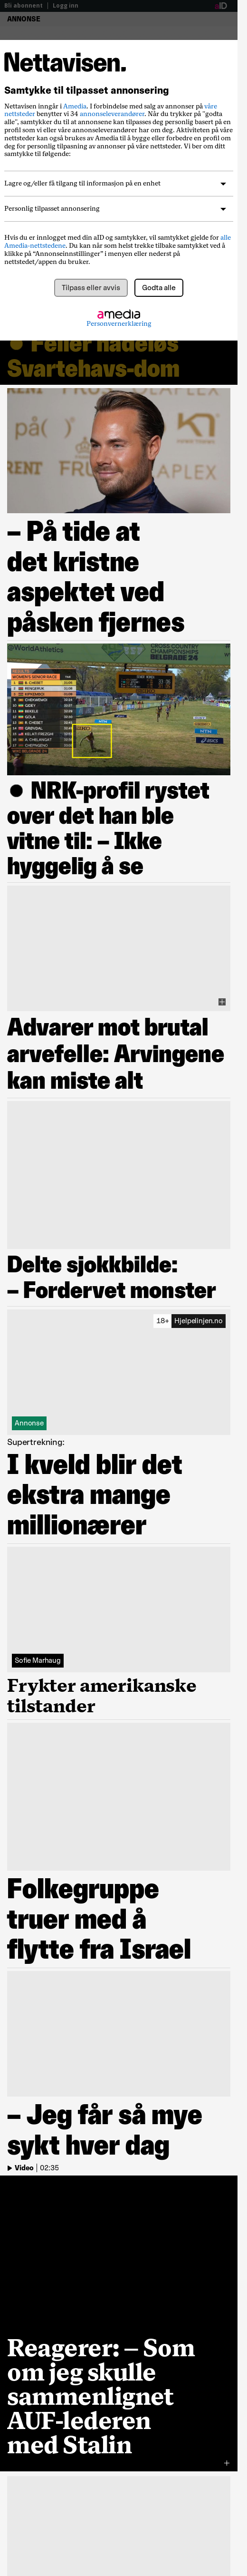 Bli abonnent | Logg inn
aID
ANNONSE
Nettavisen.
Samtykke til tilpasset annonsering
Nettavisen inngår i Amedia. I forbindelse med salg av annonser på våre
nettsteder benytter vi 34 annonseleverandører. Når du trykker på "godta
alle", samtykker du til at annonsene kan tilpasses deg personlig basert på en
profil som vi eller våre annonseleverandører har om deg. Aktiviteten på våre
nettsteder kan også brukes av Amedia til å bygge eller forbedre en profil om
deg for personlig tilpasning av annonser på våre nettsteder. Vi ber om ditt
samtykke til følgende:
Lagre og/eller få tilgang til informasjon på en enhet
Personlig tilpasset annonsering
Hvis du er innlogget med din aID og samtykker, vil samtykket gjelde for alle
Amedia-nettstedene. Du kan når som helst trekke tilbake samtykket ved å
klikke på "Annonseinnstillinger" i menyen eller nederst på
nettstedet/appen du bruker.
Tilpass eller avvis
Godta alle
amedia
Personvernerklæring
● Feller nådeløs
Svartehavs-dom
– På tide at
det kristne
aspektet ved
påsken fjernes
● NRK-profil rystet
over det han ble
vitne til: – Ikke
hyggelig å se
Advarer mot brutal
arvefelle: Arvingene
kan miste alt
Delte sjokkbilde:
– Fordervet monster
18+ Hjelpelinjen.no
Annonse
Supertrekning:
I kveld blir det
ekstra mange
millionærer
Sofie Marhaug
Frykter amerikanske
tilstander
Folkegruppe
truer med å
flytte fra Israel
– Jeg får så mye
sykt hver dag
Video | 02:35
Reagerer: – Som
om jeg skulle
sammenlignet
AUF-lederen
med Stalin